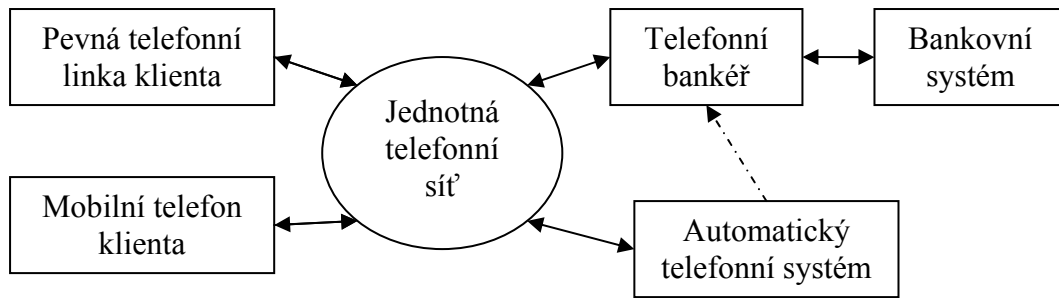 Pevná telefonní
linka klienta
Telefonní
bankéř
Bankovní
systém
Jednotná
telefonní
síť
Mobilní telefon
klienta
Automatický
telefonní systém